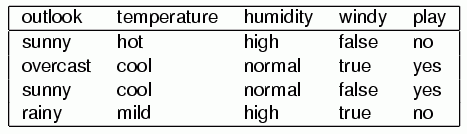 outlook temperature humidity windy play
sunny hot high false no
overcast cool normal true yes
sunny cool normal false yes
rainy mild high true no